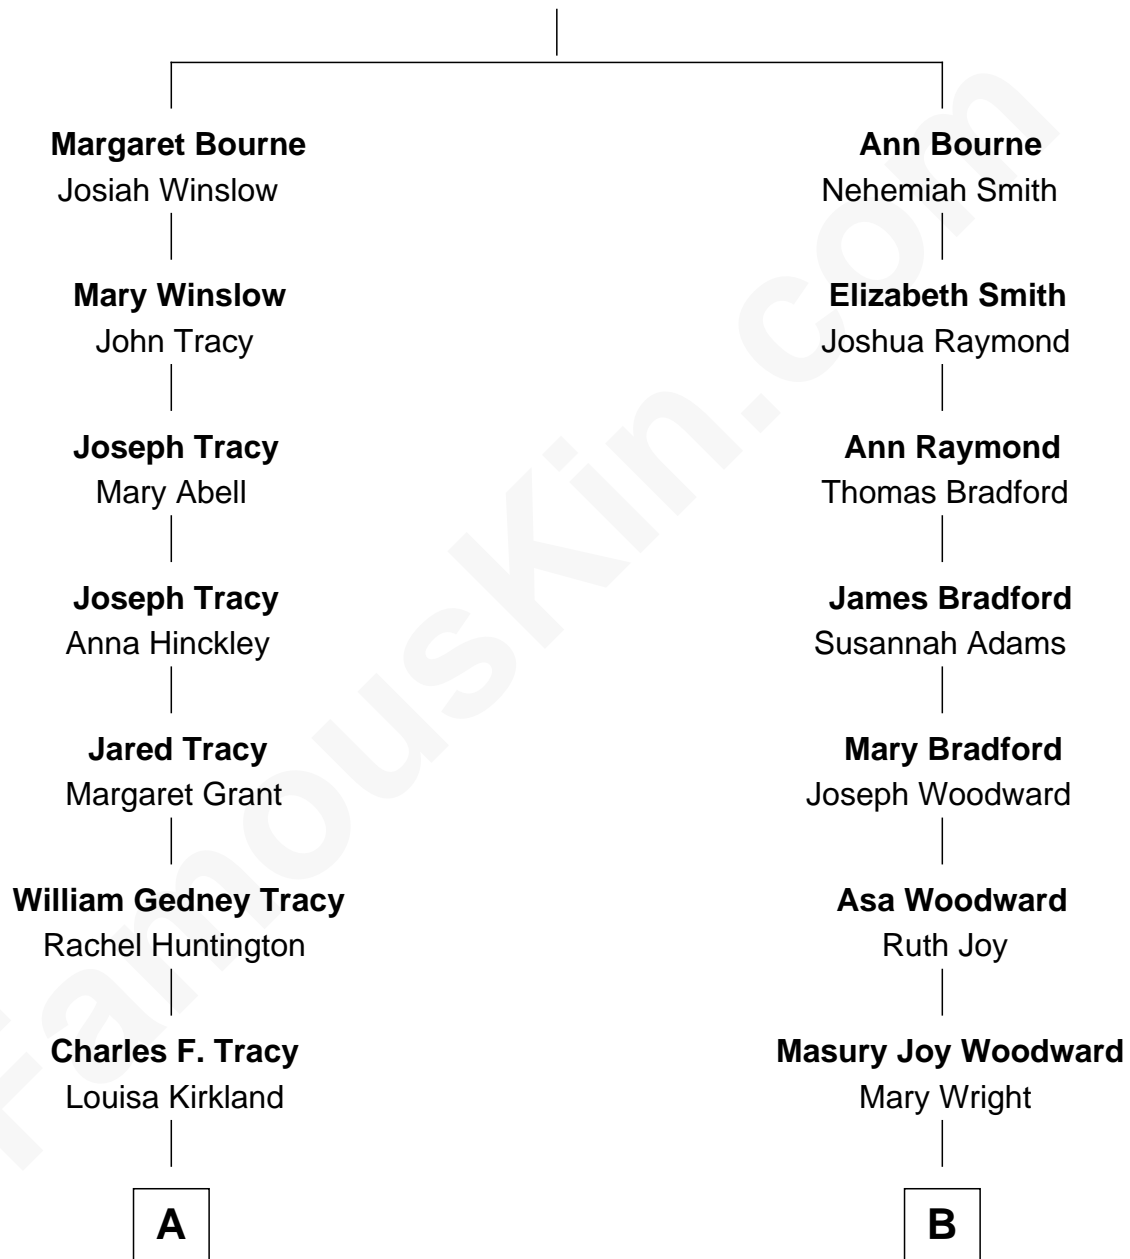 Margaret Bourne
Josiah Winslow
Mary Winslow
John Tracy
Joseph Tracy
Mary Abell
Joseph Tracy
Anna Hinckley
Jared Tracy
Margaret Grant
William Gedney Tracy
Rachel Huntington
Charles F. Tracy
Louisa Kirkland
A
Ann Bourne
Nehemiah Smith
Elizabeth Smith
Joshua Raymond
Ann Raymond
Thomas Bradford
James Bradford
Susannah Adams
Mary Bradford
Joseph Woodward
Asa Woodward
Ruth Joy
Masury Joy Woodward
Mary Wright
B
FamousKin.com